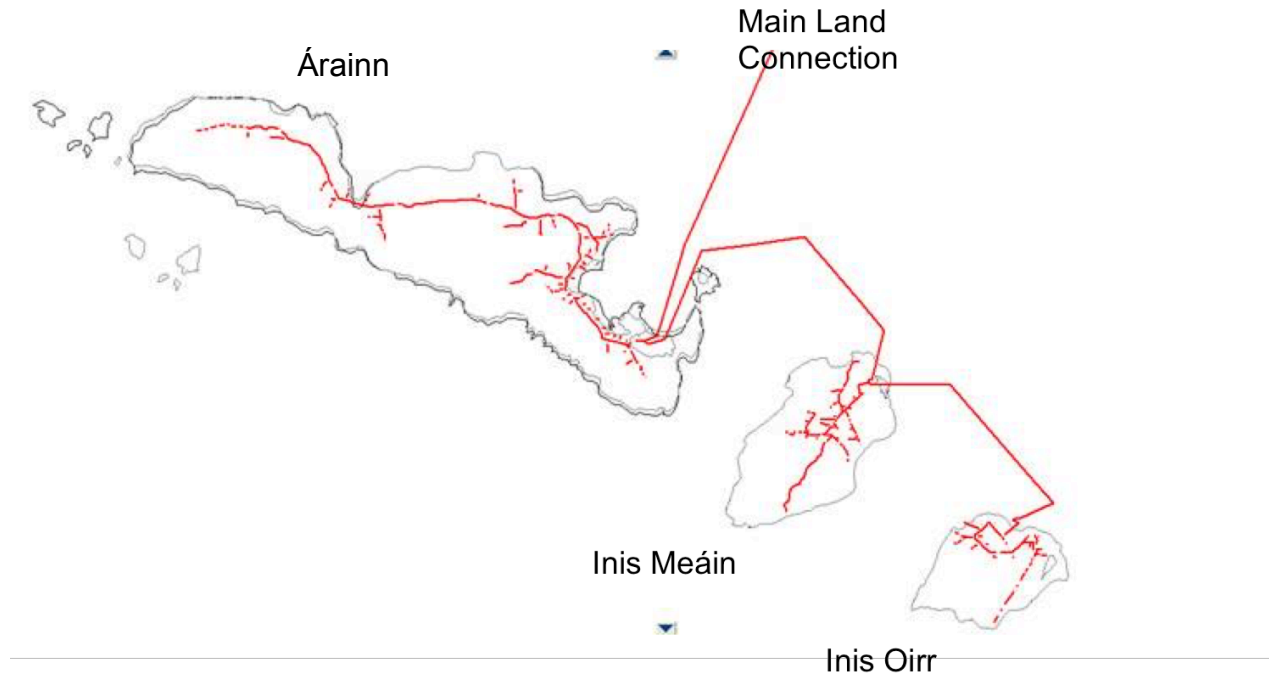 Main Land
Connection
Árainn
Inis Meáin
Inis Oirr